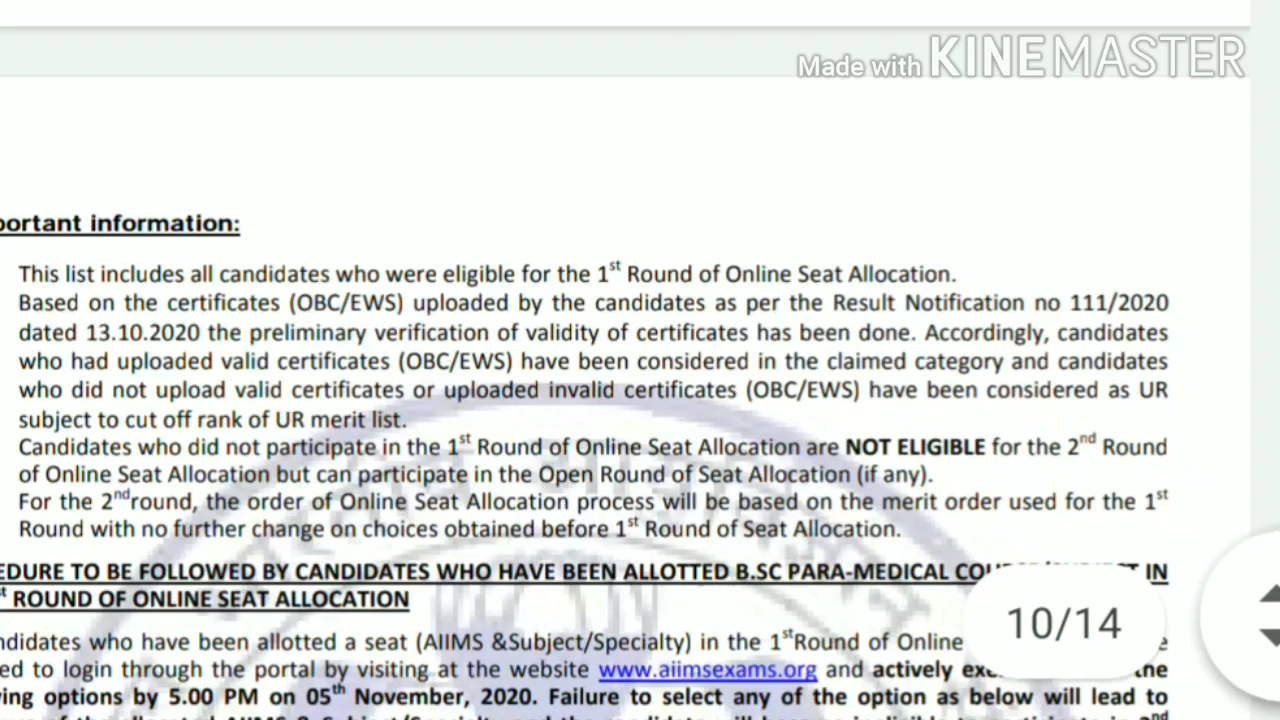 Made with KINEMASTER
portant information:
This list includes all candidates who were eligible for the 1st Round of Online Seat Allocation.
Based on the certificates (OBC/EWS) uploaded by the candidates as per the Result Notification no 111/2020
dated 13.10.2020 the preliminary verification of validity of certificates has been done. Accordingly, candidates
who had uploaded valid certificates (OBC/EWS) have been considered in the claimed category and candidates
who did not upload valid certificates or uploaded invalid certificates (OBC/EWS) have been considered as UR
subject to cut off rank of UR merit list.
Candidates who did not participate in the 1st Round of Online Seat Allocation are NOT ELIGIBLE for the 2nd Round
of Online Seat Allocation but can participate in the Open Round of Seat Allocation (if any).
For the 2nd round, the order of Online Seat Allocation process will be based on the merit order used for the 1st
Round with no further change on choices obtained before 1st Round of Seat Allocation.
EDURE TO BE FOLLOWED BY CANDIDATES WHO HAVE BEEN ALLOTTED B.SC PARA-MEDICAL IN
st ROUND OF ONLINE SEAT ALLOCATION
10/14
ndidates who have been allotted a seat (AIIMS &Subject/Specialty) in the 1st Round of Online
ed to login through the portal by visiting at the website www.aiimsexams.org and actively the
ing options by 5.00 PM on 05th November, 2020. Failure to select any of the option as below will lead to